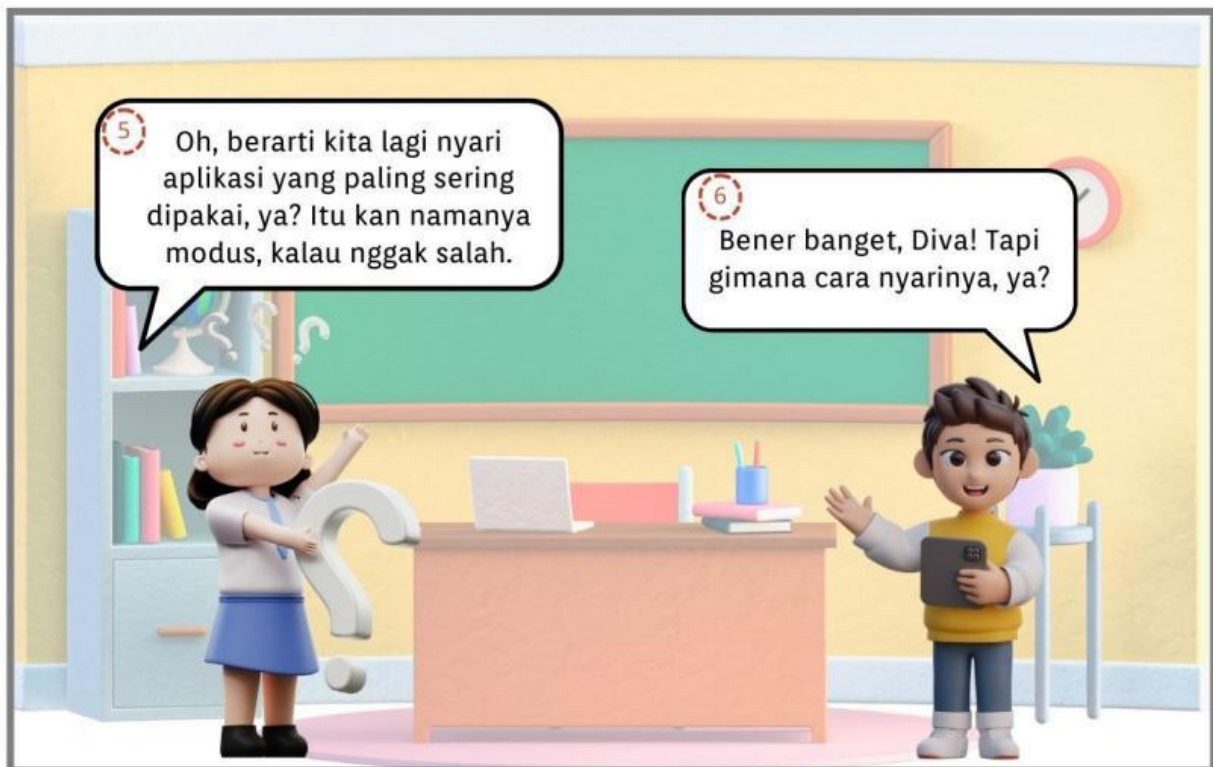 5
Oh, berarti kita lagi nyari
aplikasi yang paling sering
dipakai, ya? Itu kan namanya
modus, kalau nggak salah.
6
Bener banget, Diva! Tapi
gimana cara nyarinya, ya?